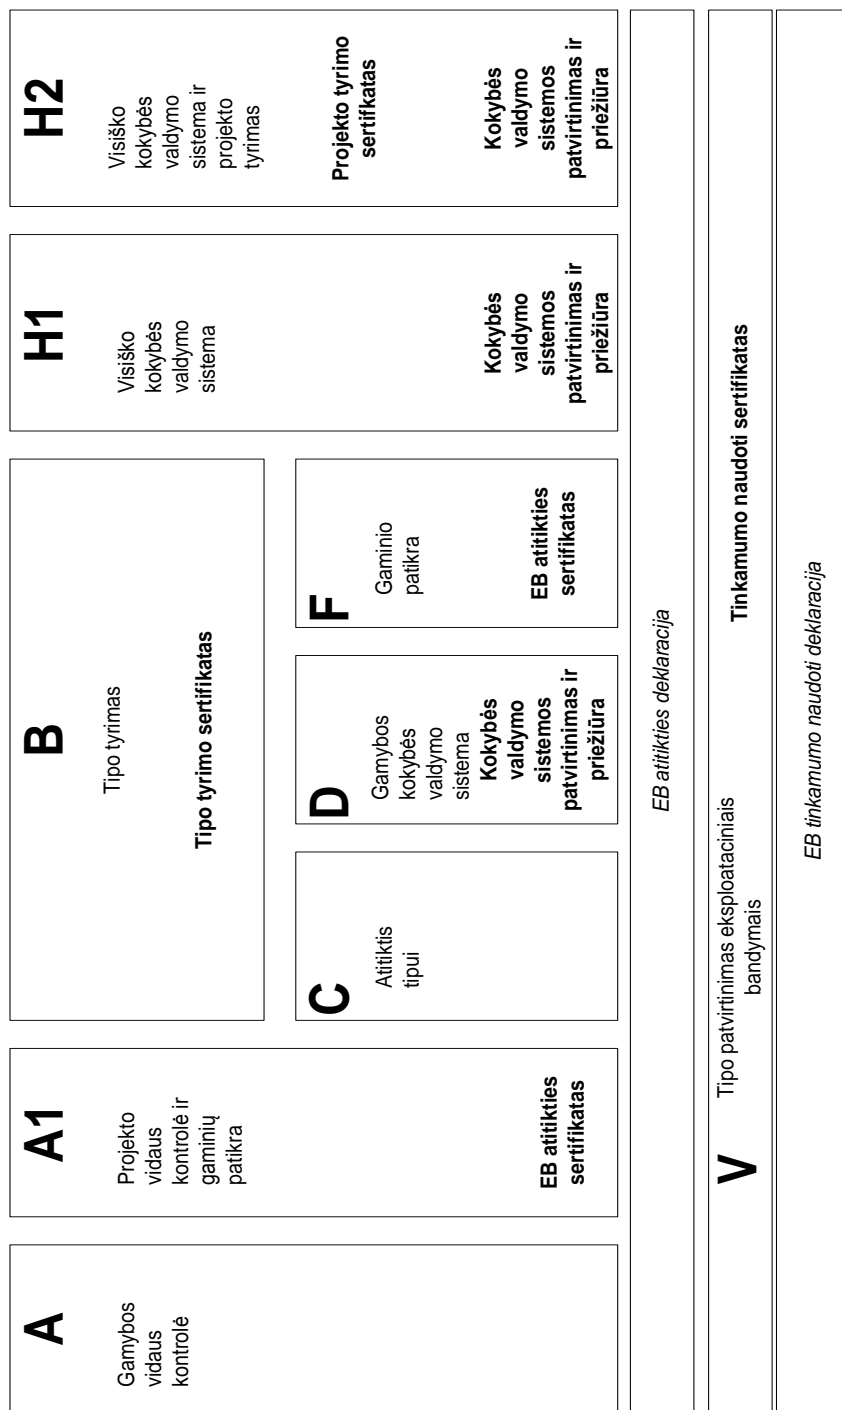 A
Gamybos
vidaus
kontrolė
A1
Projekto
vidaus
kontrolė ir
gaminių
patikra
EB atitikties
sertifikatas
B
Tipo tyrimas
Tipo tyrimo sertifikatas
C
Atitiktis
tipui
D
Gamybos
kokybės
valdymo
sistema
Kokybės
valdymo
sistemos
patvirtinimas ir
priežiūra
F
Gaminio
patikra
EB atitikties
sertifikatas
H1
Visiško
kokybės
valdymo
sistema
Kokybės
valdymo
sistemos
patvirtinimas ir
priežiūra
H2
Visiško
kokybės
valdymo
sistema ir
projekto
tyrimas
Projekto tyrimo
sertifkatas
Kokybės
valdymo
sistemos
patvirtinimas ir
priežiūra
EB atitikties deklaracija
V
Tipo patvirtinimas eksploataciniais
bandymais
Tinkamumo naudoti sertifikatas
EB tinkamumo naudoti deklaracija